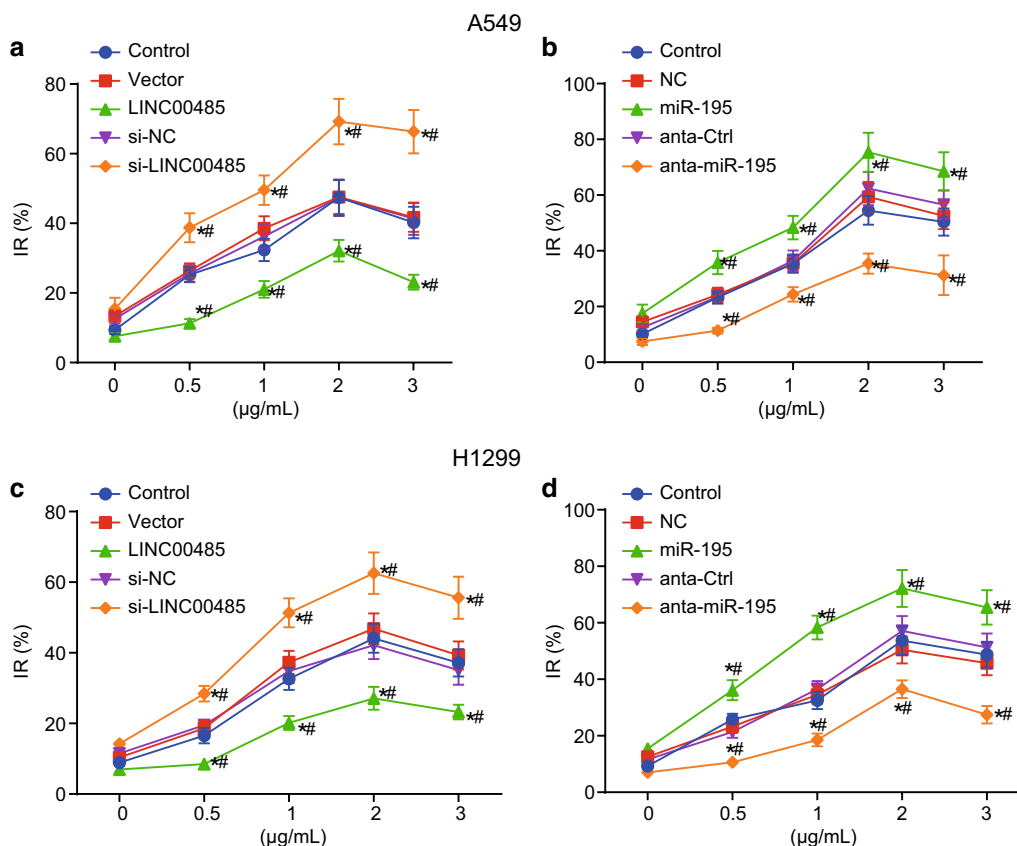 A549
a
Control
Vector
LINC00485
si-NC
si-LINC00485
IR (%)
80
60
40
20
0
0 0.5 1 2 3
(µg/mL)
*# *# *# *#
*# *# *# *#
b
Control
NC
miR-195
anta-Ctrl
anta-miR-195
IR (%)
100
80
60
40
20
0
0 0.5 1 2 3
(µg/mL)
*# *# *# *#
*# *# *# *#
H1299
c
Control
Vector
LINC00485
si-NC
si-LINC00485
IR (%)
80
60
40
20
0
0 0.5 1 2 3
(µg/mL)
*# *# *# *#
*# *# *# *#
d
Control
NC
miR-195
anta-Ctrl
anta-miR-195
IR (%)
100
80
60
40
20
0
0 0.5 1 2 3
(µg/mL)
*# *# *# *#
*# *# *# *#